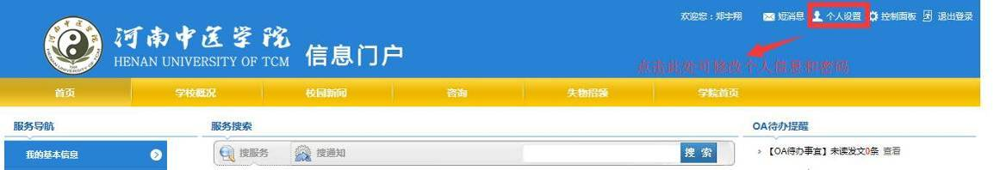 欢迎您：郑宇翔 短消息 个人设置 控制面板 退出登录
河南中医学院
HENAN UNIVERSITY OF TCM
信息门户
点击此处可修改个人信息和密码
首页 学校概况 校园新闻 咨询 失物招领 学院首页
服务导航 服务搜索 OA待办提醒
我的基本信息 搜服务 搜通知 搜 索 【OA待办事宜】未读发文0条 查看